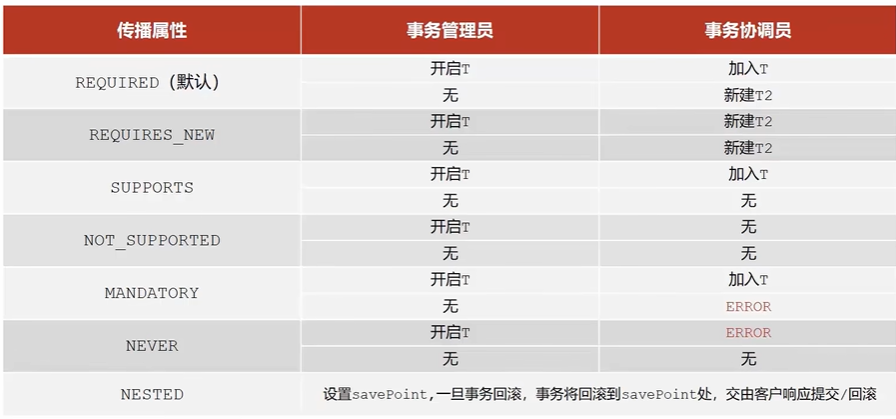 传播属性 事务管理员 事务协调员
REQUIRED（默认） 开启T 加入T
无 新建T2
REQUIRES_NEW 开启T 新建T2
无 新建T2
SUPPORTS 开启T 加入T
无 无
NOT_SUPPORTED 开启T 无
无 无
MANDATORY 开启T 加入T
无 ERROR
NEVER 开启T ERROR
无 无
NESTED 设置savePoint,一旦事务回滚，事务将回滚到savePoint处，交由客户响应提交/回滚